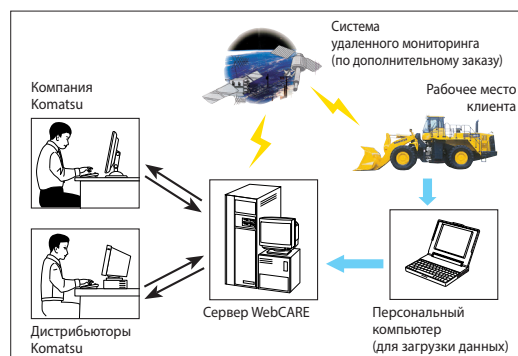 Система
удаленного мониторинга
(по дополнительному заказу)
Компания
Komatsu
Рабочее место
клиента
Сервер WebCARE
Дистрибьюторы
Komatsu
Персональный
компьютер
(для загрузки данных)